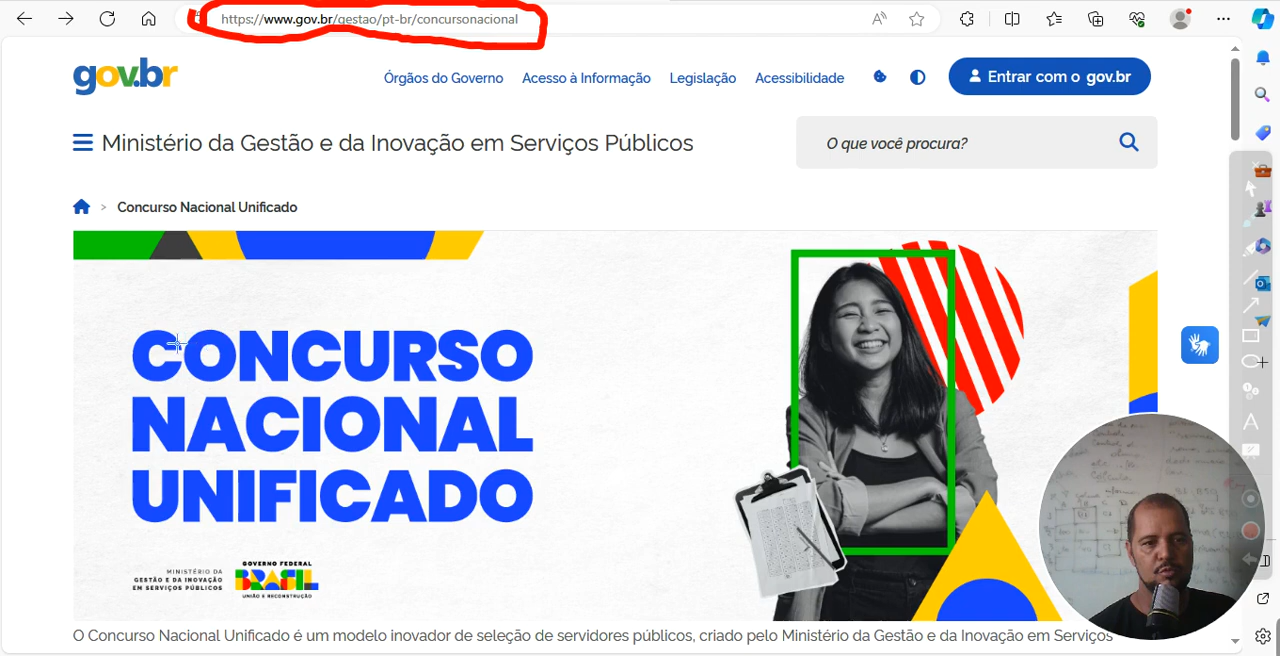 https://www.gov.br/gestao/pt-br/concursonacional
gov.br
Órgãos do Governo Acesso à Informação Legislação Acessibilidade
Entrar com o gov.br
Ministério da Gestão e da Inovação em Serviços Públicos
O que você procura?
> Concurso Nacional Unificado
CONCURSO
NACIONAL
UNIFICADO
MINISTÉRIO DA
GESTÃO E DA INOVAÇÃO
EM SERVIÇOS PÚBLICOS
GOVERNO FEDERAL
BRASIL
UNIÃO E RECONSTRUÇÃO
O Concurso Nacional Unificado é um modelo inovador de seleção de servidores públicos, criado pelo Ministério da Gestão e da Inovação em Serviços